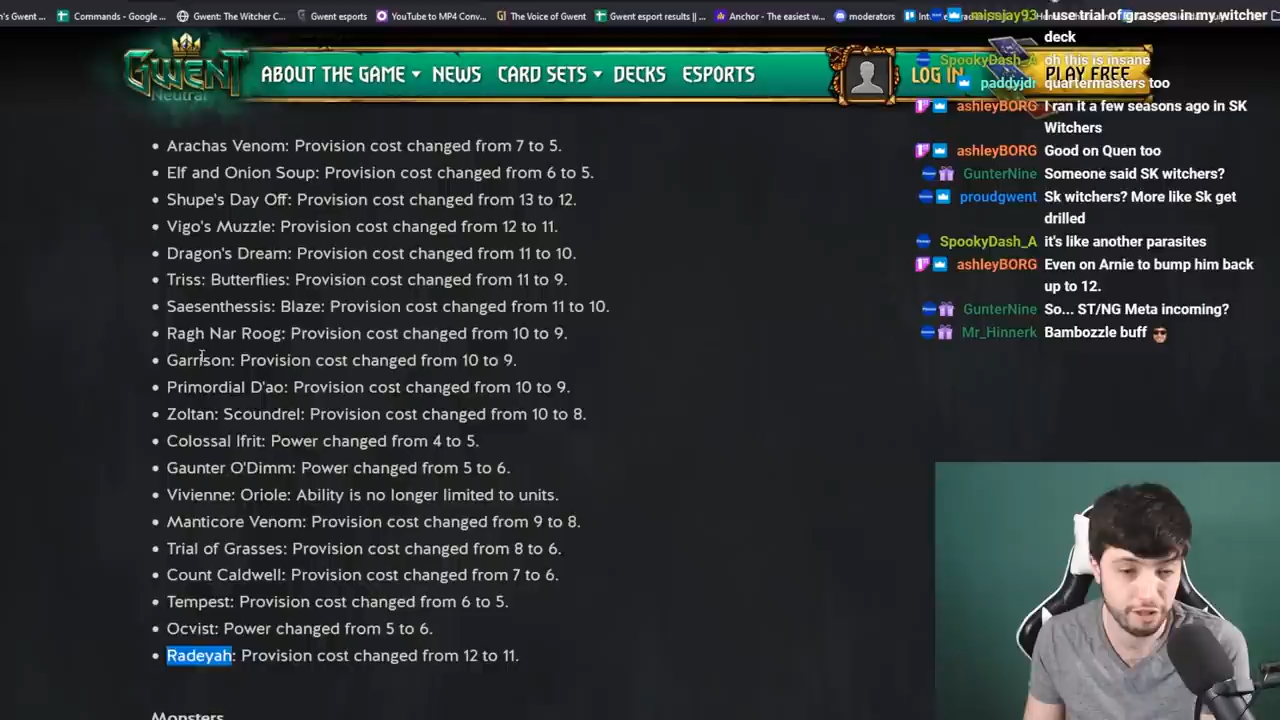 's Gwent ...
Commands - Google ...
Gwent: The Witcher C...
Gwent esports
YouTube to MP4 Conv...
The Voice of Gwent
Gwent esport results || ...
Anchor - The easiest w...
moderators
GWENT
ABOUT THE GAME
NEWS
CARD SETS
DECKS
ESPORTS
LOG IN
PLAY FREE
Neutral
• Arachas Venom: Provision cost changed from 7 to 5.
• Elf and Onion Soup: Provision cost changed from 6 to 5.
• Shupe's Day Off: Provision cost changed from 13 to 12.
• Vigo's Muzzle: Provision cost changed from 12 to 11.
• Dragon's Dream: Provision cost changed from 11 to 10.
• Triss: Butterflies: Provision cost changed from 11 to 9.
• Saesenthessis: Blaze: Provision cost changed from 11 to 10.
• Ragh Nar Roog: Provision cost changed from 10 to 9.
• Garrison: Provision cost changed from 10 to 9.
• Primordial D'ao: Provision cost changed from 10 to 9.
• Zoltan: Scoundrel: Provision cost changed from 10 to 8.
• Colossal Ifrit: Power changed from 4 to 5.
• Gaunter O'Dimm: Power changed from 5 to 6.
• Vivienne: Oriole: Ability is no longer limited to units.
• Manticore Venom: Provision cost changed from 9 to 8.
• Trial of Grasses: Provision cost changed from 8 to 6.
• Count Caldwell: Provision cost changed from 7 to 6.
• Tempest: Provision cost changed from 6 to 5.
• Ocvist: Power changed from 5 to 6.
• Radeyah: Provision cost changed from 12 to 11.
Monsters
missjay93 I use trial of grasses in my witcher
deck
SpookyDash_A oh this is insane
paddyjdr quartermasters too
ashleyBORG I ran it a few seasons ago in SK
Witchers
ashleyBORG Good on Quen too
GunterNine Someone said SK witchers?
proudgwent Sk witchers? More like Sk get
drilled
SpookyDash_A it's like another parasites
ashleyBORG Even on Arnie to bump him back
up to 12.
GunterNine So... ST/NG Meta incoming?
Mr_Hinnerk Bambozzle buff